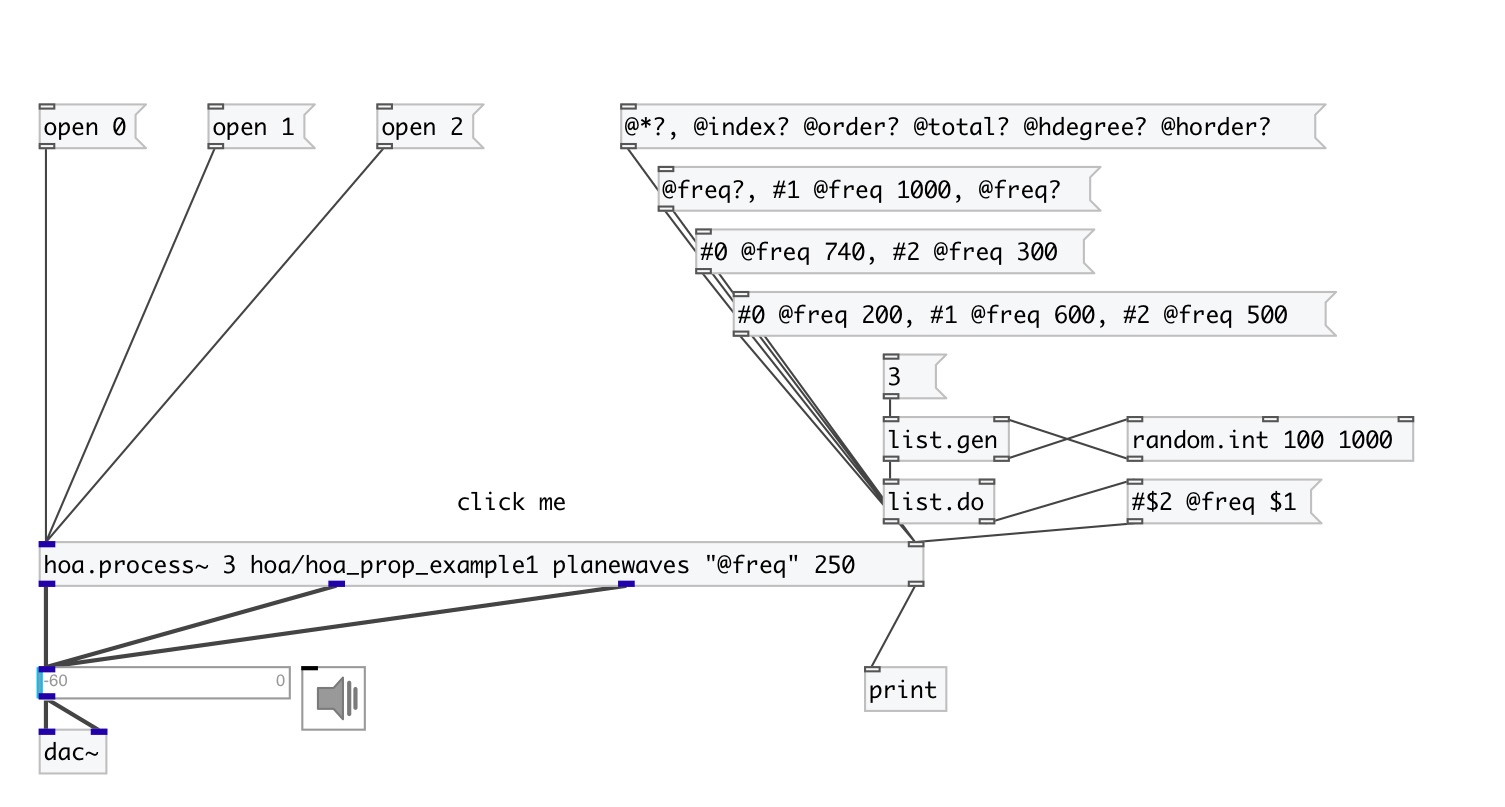 open 0
open 1
open 2
@*?, @index? @order? @total? @hdegree? @horder?
@freq?, #1 @freq 1000, @freq?
#0 @freq 740, #2 @freq 300
#0 @freq 200, #1 @freq 600, #2 @freq 500
3
list.gen
random.int 100 1000
click me
list.do
#$2 @freq $1
hoa.process~ 3 hoa/hoa_prop_example1 planewaves "@freq" 250
-60
0
print
dac~